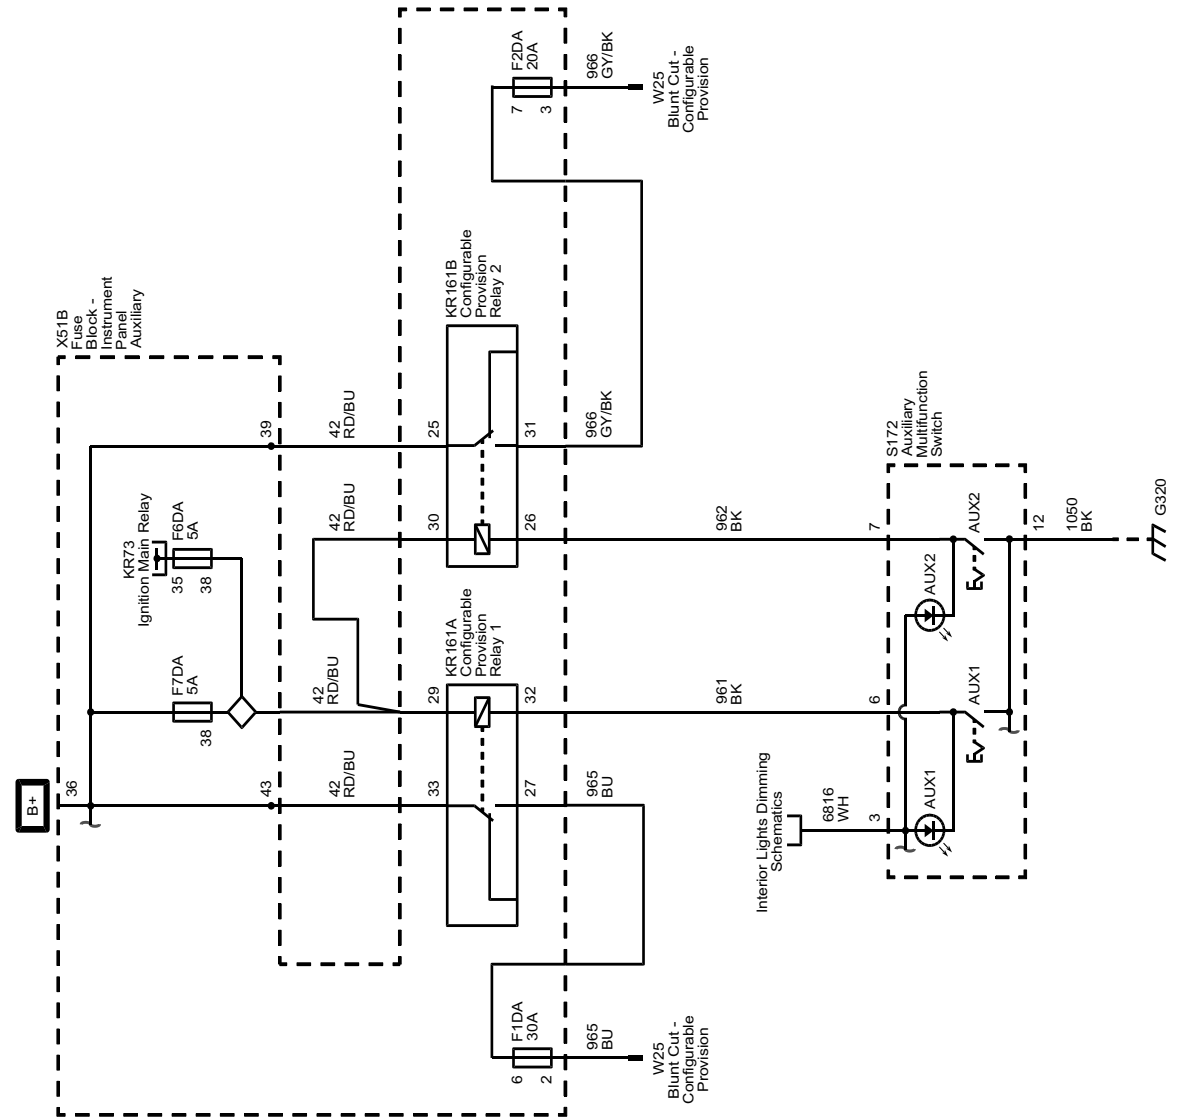 B+
36
X51B
Fuse
Block -
Instrument
Panel
Auxiliary
KR73
Ignition Main Relay
F6DA
5A
35
38
F7DA
5A
38
43
39
42
RD/BU
42
RD/BU
42
RD/BU
42
RD/BU
33
29
30
25
KR161A
Configurable
Provision
Relay 1
KR161B
Configurable
Provision
Relay 2
27
32
26
31
F1DA
30A
6
2
F2DA
20A
7
3
965
BU
965
BU
966
GY/BK
966
GY/BK
W25
Blunt Cut -
Configurable
Provision
W25
Blunt Cut -
Configurable
Provision
961
BK
962
BK
Interior Lights Dimming
Schematics
6816
WH
3
6
7
S172
Auxiliary
Multifunction
Switch
AUX1
AUX1
AUX2
AUX2
12
1050
BK
G320